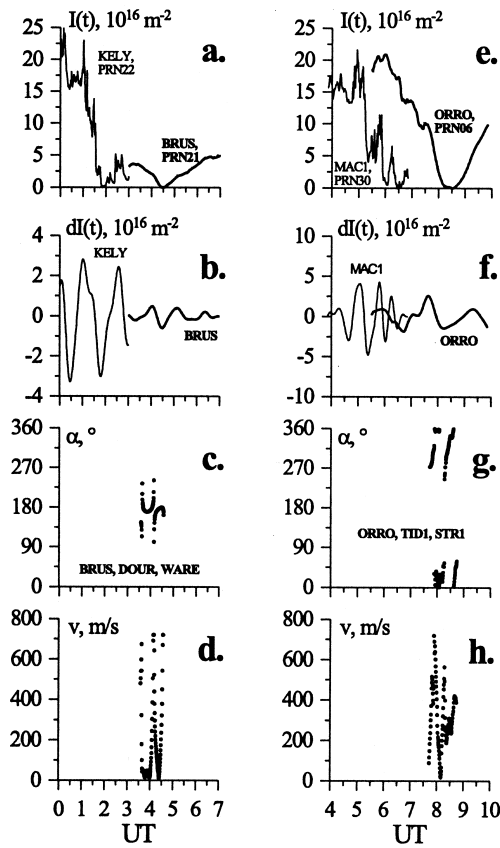 I(t), 10¹⁶ m⁻²
a.
25
20
15
10
5
0
KELY,
PRN22
BRUS,
PRN21
dI(t), 10¹⁶ m⁻²
b.
4
2
0
-2
-4
KELY
BRUS
α, °
c.
360
270
180
90
0
BRUS, DOUR, WARE
v, m/s
d.
800
600
400
200
0
0 1 2 3 4 5 6 7
UT
I(t), 10¹⁶ m⁻²
e.
25
20
15
10
5
0
ORRO,
PRN06
MAC1,
PRN30
dI(t), 10¹⁶ m⁻²
f.
10
5
0
-5
-10
MAC1
ORRO
α, °
g.
360
270
180
90
0
ORRO, TID1, STR1
v, m/s
h.
800
600
400
200
0
4 5 6 7 8 9 10
UT